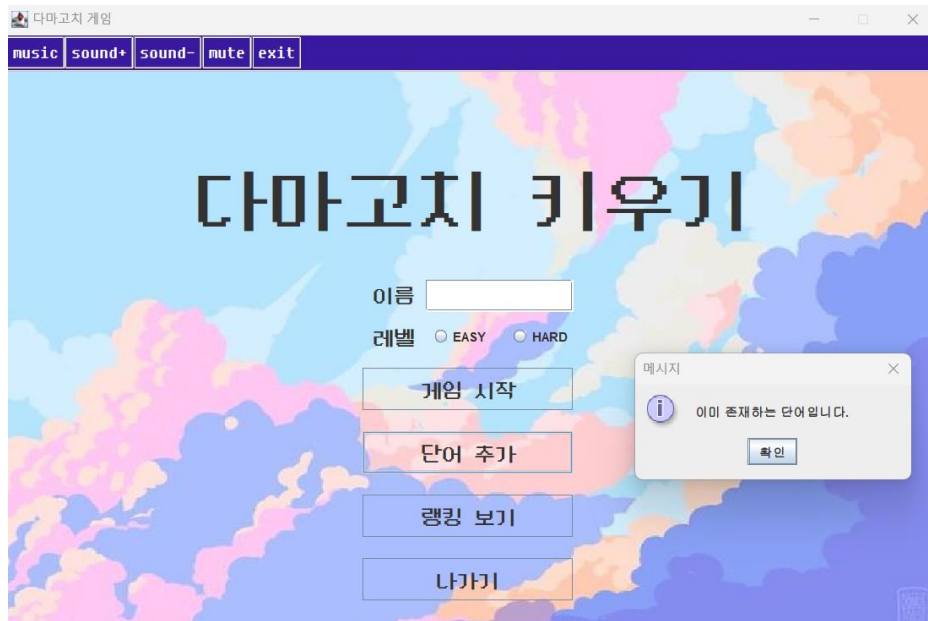 다마고치 게임
music sound+ sound- mute exit
다마고치 키우기
이름
레벨 EASY HARD
게임 시작
단어 추가
랭킹 보기
나가기
메시지
이미 존재하는 단어입니다.
확인